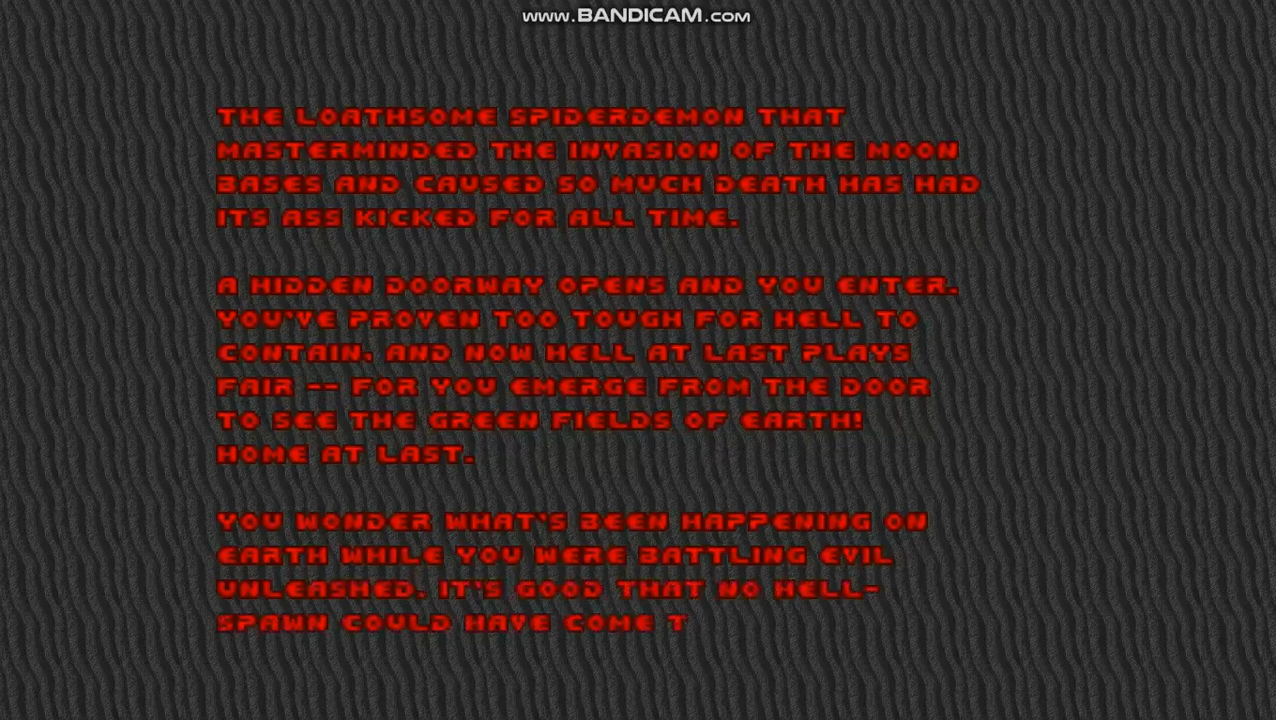 www.BANDICAM.com
THE LOATHSOME SPIDERDEMON THAT
MASTERMINDED THE INVASION OF THE MOON
BASES AND CAUSED SO MUCH DEATH HAS HAD
ITS ASS KICKED FOR ALL TIME.
A HIDDEN DOORWAY OPENS AND YOU ENTER.
YOU'VE PROVEN TOO TOUGH FOR HELL TO
CONTAIN, AND NOW HELL AT LAST PLAYS
FAIR -- FOR YOU EMERGE FROM THE DOOR
TO SEE THE GREEN FIELDS OF EARTH!
HOME AT LAST.
YOU WONDER WHAT'S BEEN HAPPENING ON
EARTH WHILE YOU WERE BATTLING EVIL
UNLEASHED. IT'S GOOD THAT NO HELL-
SPAWN COULD HAVE COME T